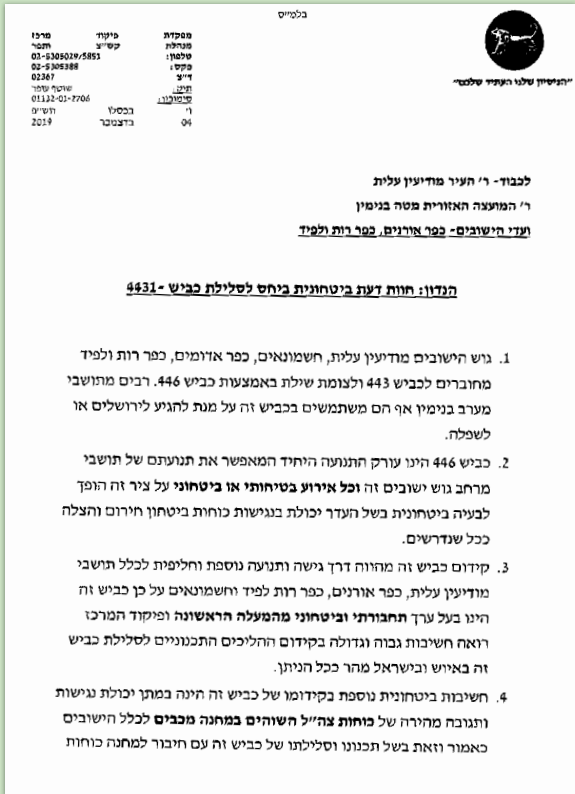 בלמ״ס
"הניסיון שלנו העתיד שלכם"
מפקדת פיקוד מרכז
מנהלת קש״צ ותפר
טלפון: 02-5305029/5851
פקס: 02-5305388
ד״צ 02367
תיק: שוטף עופר
סימוכין: 01132-01-7706
ו׳ בכסלו תש״פ
04 בדצמבר 2019
לכבוד- ר׳ העיר מודיעין עלית
ר׳ המועצה האזורית מטה בנימין
ועדי הישובים- כפר אורנים, כפר רות ולפיד
הנדון: חוות דעת ביטחונית ביחס לסלילת כביש -4431
1. גוש הישובים מודיעין עלית, חשמונאים, כפר אדומים, כפר רות ולפיד
מחוברים לכביש 443 ולצומת שילת באמצעות כביש 446. רבים מתושבי
מערב בנימין אף הם משתמשים בכביש זה על מנת להגיע לירושלים או
לשפלה.
2. כביש 446 הינו עורק התנועה היחיד המאפשר את תנועתם של תושבי
מרחב גוש ישובים זה וכל אירוע בטיחותי או ביטחוני על ציר זה הופך
לבעיה ביטחונית בשל העדר יכולת בנגישות כוחות ביטחון חירום והצלה
ככל שנדרשים.
3. קידום כביש זה מהווה דרך גישה ותנועה נוספת וחליפית לכלל תושבי
מודיעין עלית, כפר אורנים, כפר רות לפיד וחשמונאים על כן כביש זה
הינו בעל ערך תחבורתי וביטחוני מהמעלה הראשונה ופיקוד המרכז
רואה חשיבות גבוה וגדולה בקידום ההליכים התכנוניים לסלילת כביש
זה באיוש ובישראל מהר ככל הניתן.
4. חשיבות ביטחונית נוספת בקידומו של כביש זה הינה במתן יכולת נגישות
ותגובה מהירה של כוחות צה״ל השוהים במחנה מכבים לכלל הישובים
כאמור וזאת בשל תכנונו וסלילתו של כביש זה עם חיבור למחנה כוחות